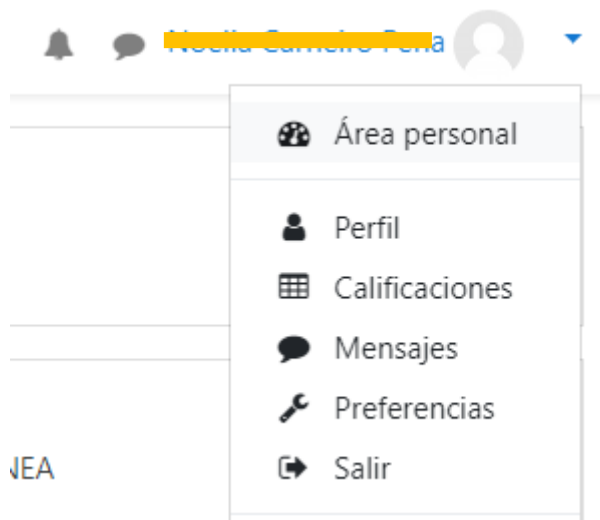 Área personal
Perfil
Calificaciones
Mensajes
Preferencias
NEA
Salir